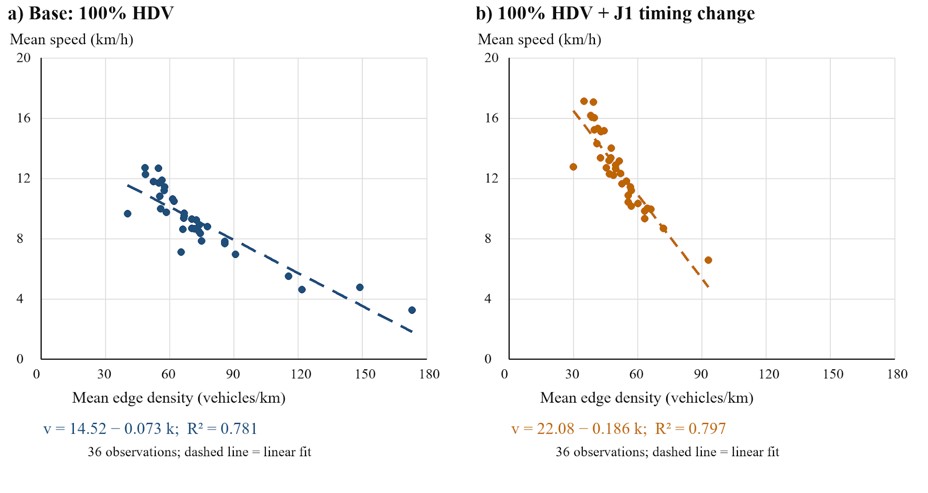 a) Base: 100% HDV
Mean speed (km/h)
20
16
12
8
4
0
0 30 60 90 120 150 180
Mean edge density (vehicles/km)
v = 14.52 − 0.073 k; R² = 0.781
36 observations; dashed line = linear fit
b) 100% HDV + J1 timing change
Mean speed (km/h)
20
16
12
8
4
0
0 30 60 90 120 150 180
Mean edge density (vehicles/km)
v = 22.08 − 0.186 k; R² = 0.797
36 observations; dashed line = linear fit